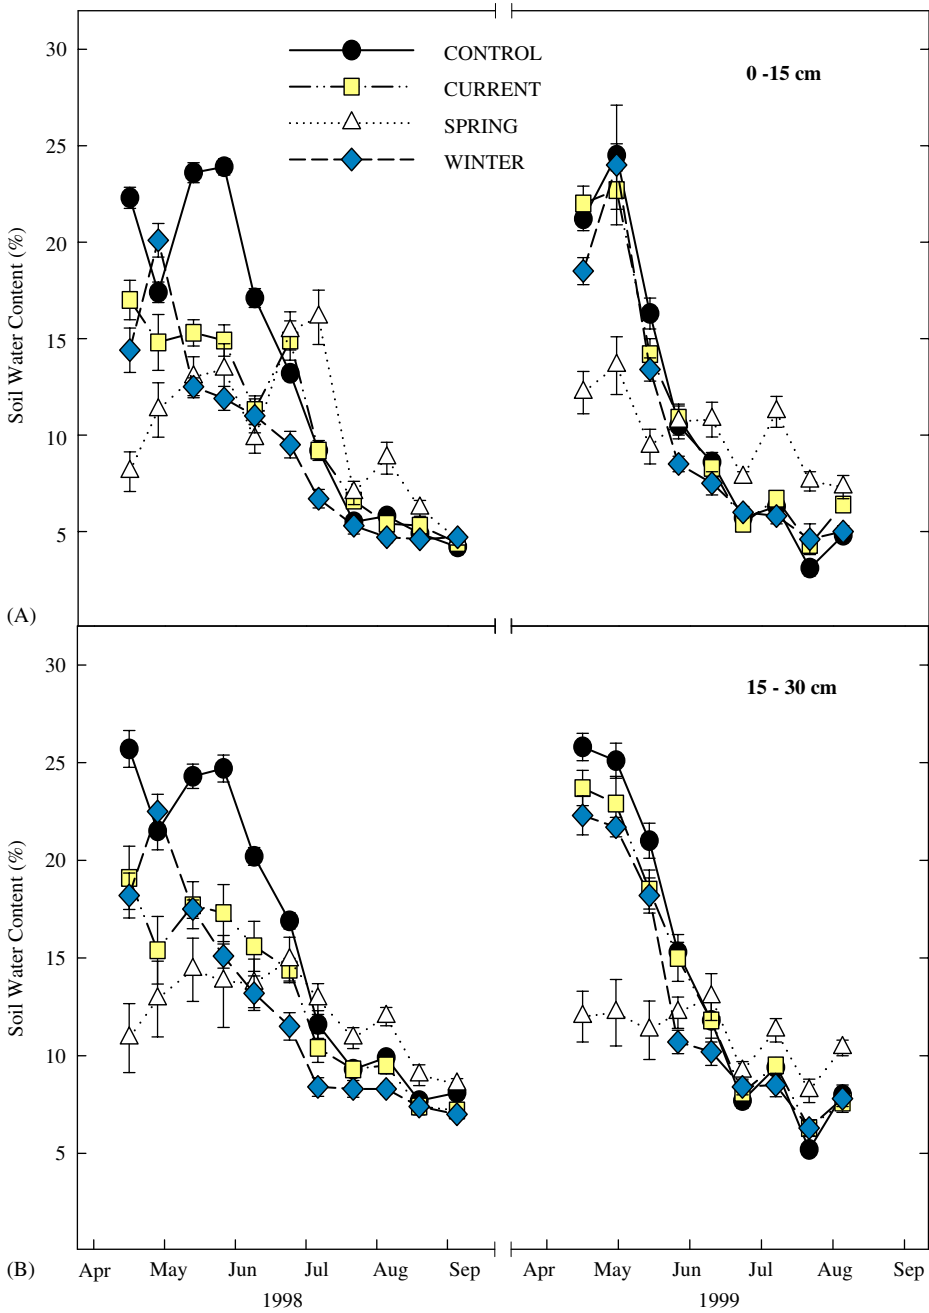 30
25
20
15
10
5
Soil Water Content (%)
CONTROL
CURRENT
SPRING
WINTER
0 -15 cm
(A)
30
25
20
15
10
5
Soil Water Content (%)
15 - 30 cm
(B)
Apr May Jun Jul Aug Sep Apr May Jun Jul Aug Sep
1998 1999